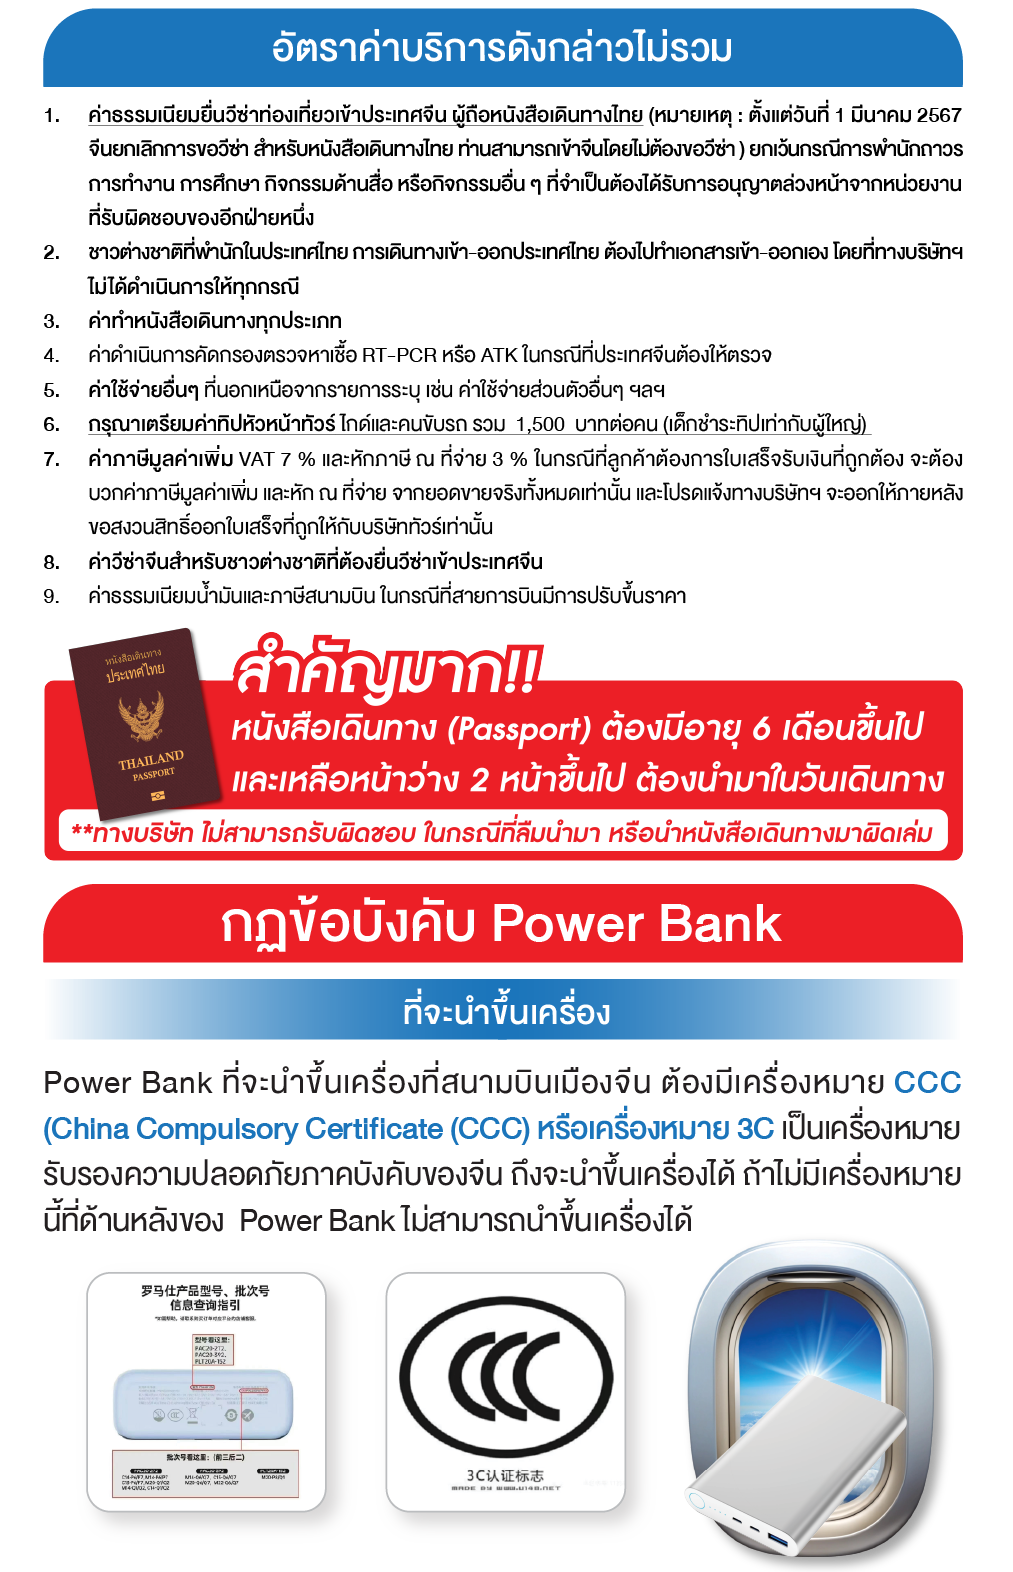 อัตราค่าบริการดังกล่าวไม่รวม
1. ค่าธรรมเนียมยื่นวีซ่าท่องเที่ยวเข้าประเทศจีน ผู้ถือหนังสือเดินทางไทย (หมายเหตุ : ตั้งแต่วันที่ 1 มีนาคม 2567
จีนยกเลิกการขอวีซ่า สำหรับหนังสือเดินทางไทย ท่านสามารถเข้าจีนโดยไม่ต้องขอวีซ่า ) ยกเว้นกรณีการพำนักถาวร
การทำงาน การศึกษา กิจกรรมด้านสื่อ หรือกิจกรรมอื่น ๆ ที่จำเป็นต้องได้รับการอนุญาตล่วงหน้าจากหน่วยงาน
ที่รับผิดชอบของอีกฝ่ายหนึ่ง
2. ชาวต่างชาติที่พำนักในประเทศไทย การเดินทางเข้า-ออกประเทศไทย ต้องไปทำเอกสารเข้า-ออกเอง โดยที่ทางบริษัทฯ
ไม่ได้ดำเนินการให้ทุกกรณี
3. ค่าทำหนังสือเดินทางทุกประเภท
4. ค่าดำเนินการคัดกรองตรวจหาเชื้อ RT-PCR หรือ ATK ในกรณีที่ประเทศจีนต้องให้ตรวจ
5. ค่าใช้จ่ายอื่นๆ ที่นอกเหนือจากรายการระบุ เช่น ค่าใช้จ่ายส่วนตัวอื่นๆ ฯลฯ
6. กรุณาเตรียมค่าทิปหัวหน้าทัวร์ ไกด์และคนขับรถ รวม 1,500 บาทต่อคน (เด็กชำระทิปเท่ากับผู้ใหญ่)
7. ค่าภาษีมูลค่าเพิ่ม VAT 7 % และหักภาษี ณ ที่จ่าย 3 % ในกรณีที่ลูกค้าต้องการใบเสร็จรับเงินที่ถูกต้อง จะต้อง
บวกค่าภาษีมูลค่าเพิ่ม และหัก ณ ที่จ่าย จากยอดขายจริงทั้งหมดเท่านั้น และโปรดแจ้งทางบริษัทฯ จะออกให้ภายหลัง
ขอสงวนสิทธิ์ออกใบเสร็จที่ถูกให้กับบริษัททัวร์เท่านั้น
8. ค่าวีซ่าจีนสำหรับชาวต่างชาติที่ต้องยื่นวีซ่าเข้าประเทศจีน
9. ค่าธรรมเนียมน้ำมันและภาษีสนามบิน ในกรณีที่สายการบินมีการปรับขึ้นราคา
หนังสือเดินทาง
ประเทศไทย
THAILAND
PASSPORT
สำคัญมาก!!
หนังสือเดินทาง (Passport) ต้องมีอายุ 6 เดือนขึ้นไป
และเหลือหน้าว่าง 2 หน้าขึ้นไป ต้องนำมาในวันเดินทาง
**ทางบริษัท ไม่สามารถรับผิดชอบ ในกรณีที่ลืมนำมา หรือนำหนังสือเดินทางมาผิดเล่ม
กฏข้อบังคับ Power Bank
ที่จะนำขึ้นเครื่อง
Power Bank ที่จะนำขึ้นเครื่องที่สนามบินเมืองจีน ต้องมีเครื่องหมาย CCC
(China Compulsory Certificate (CCC) หรือเครื่องหมาย 3C เป็นเครื่องหมาย
รับรองความปลอดภัยภาคบังคับของจีน ถึงจะนำขึ้นเครื่องได้ ถ้าไม่มีเครื่องหมาย
นี้ที่ด้านหลังของ Power Bank ไม่สามารถนำขึ้นเครื่องได้
罗马仕产品型号、批次号
信息查询指引
型号看这里:
PAC20-272、
PAC20-392、
PLT20A-152
批次号看这里: (前三后二)
CCC
3C认证标志
MADE BY WWW.U148.NET